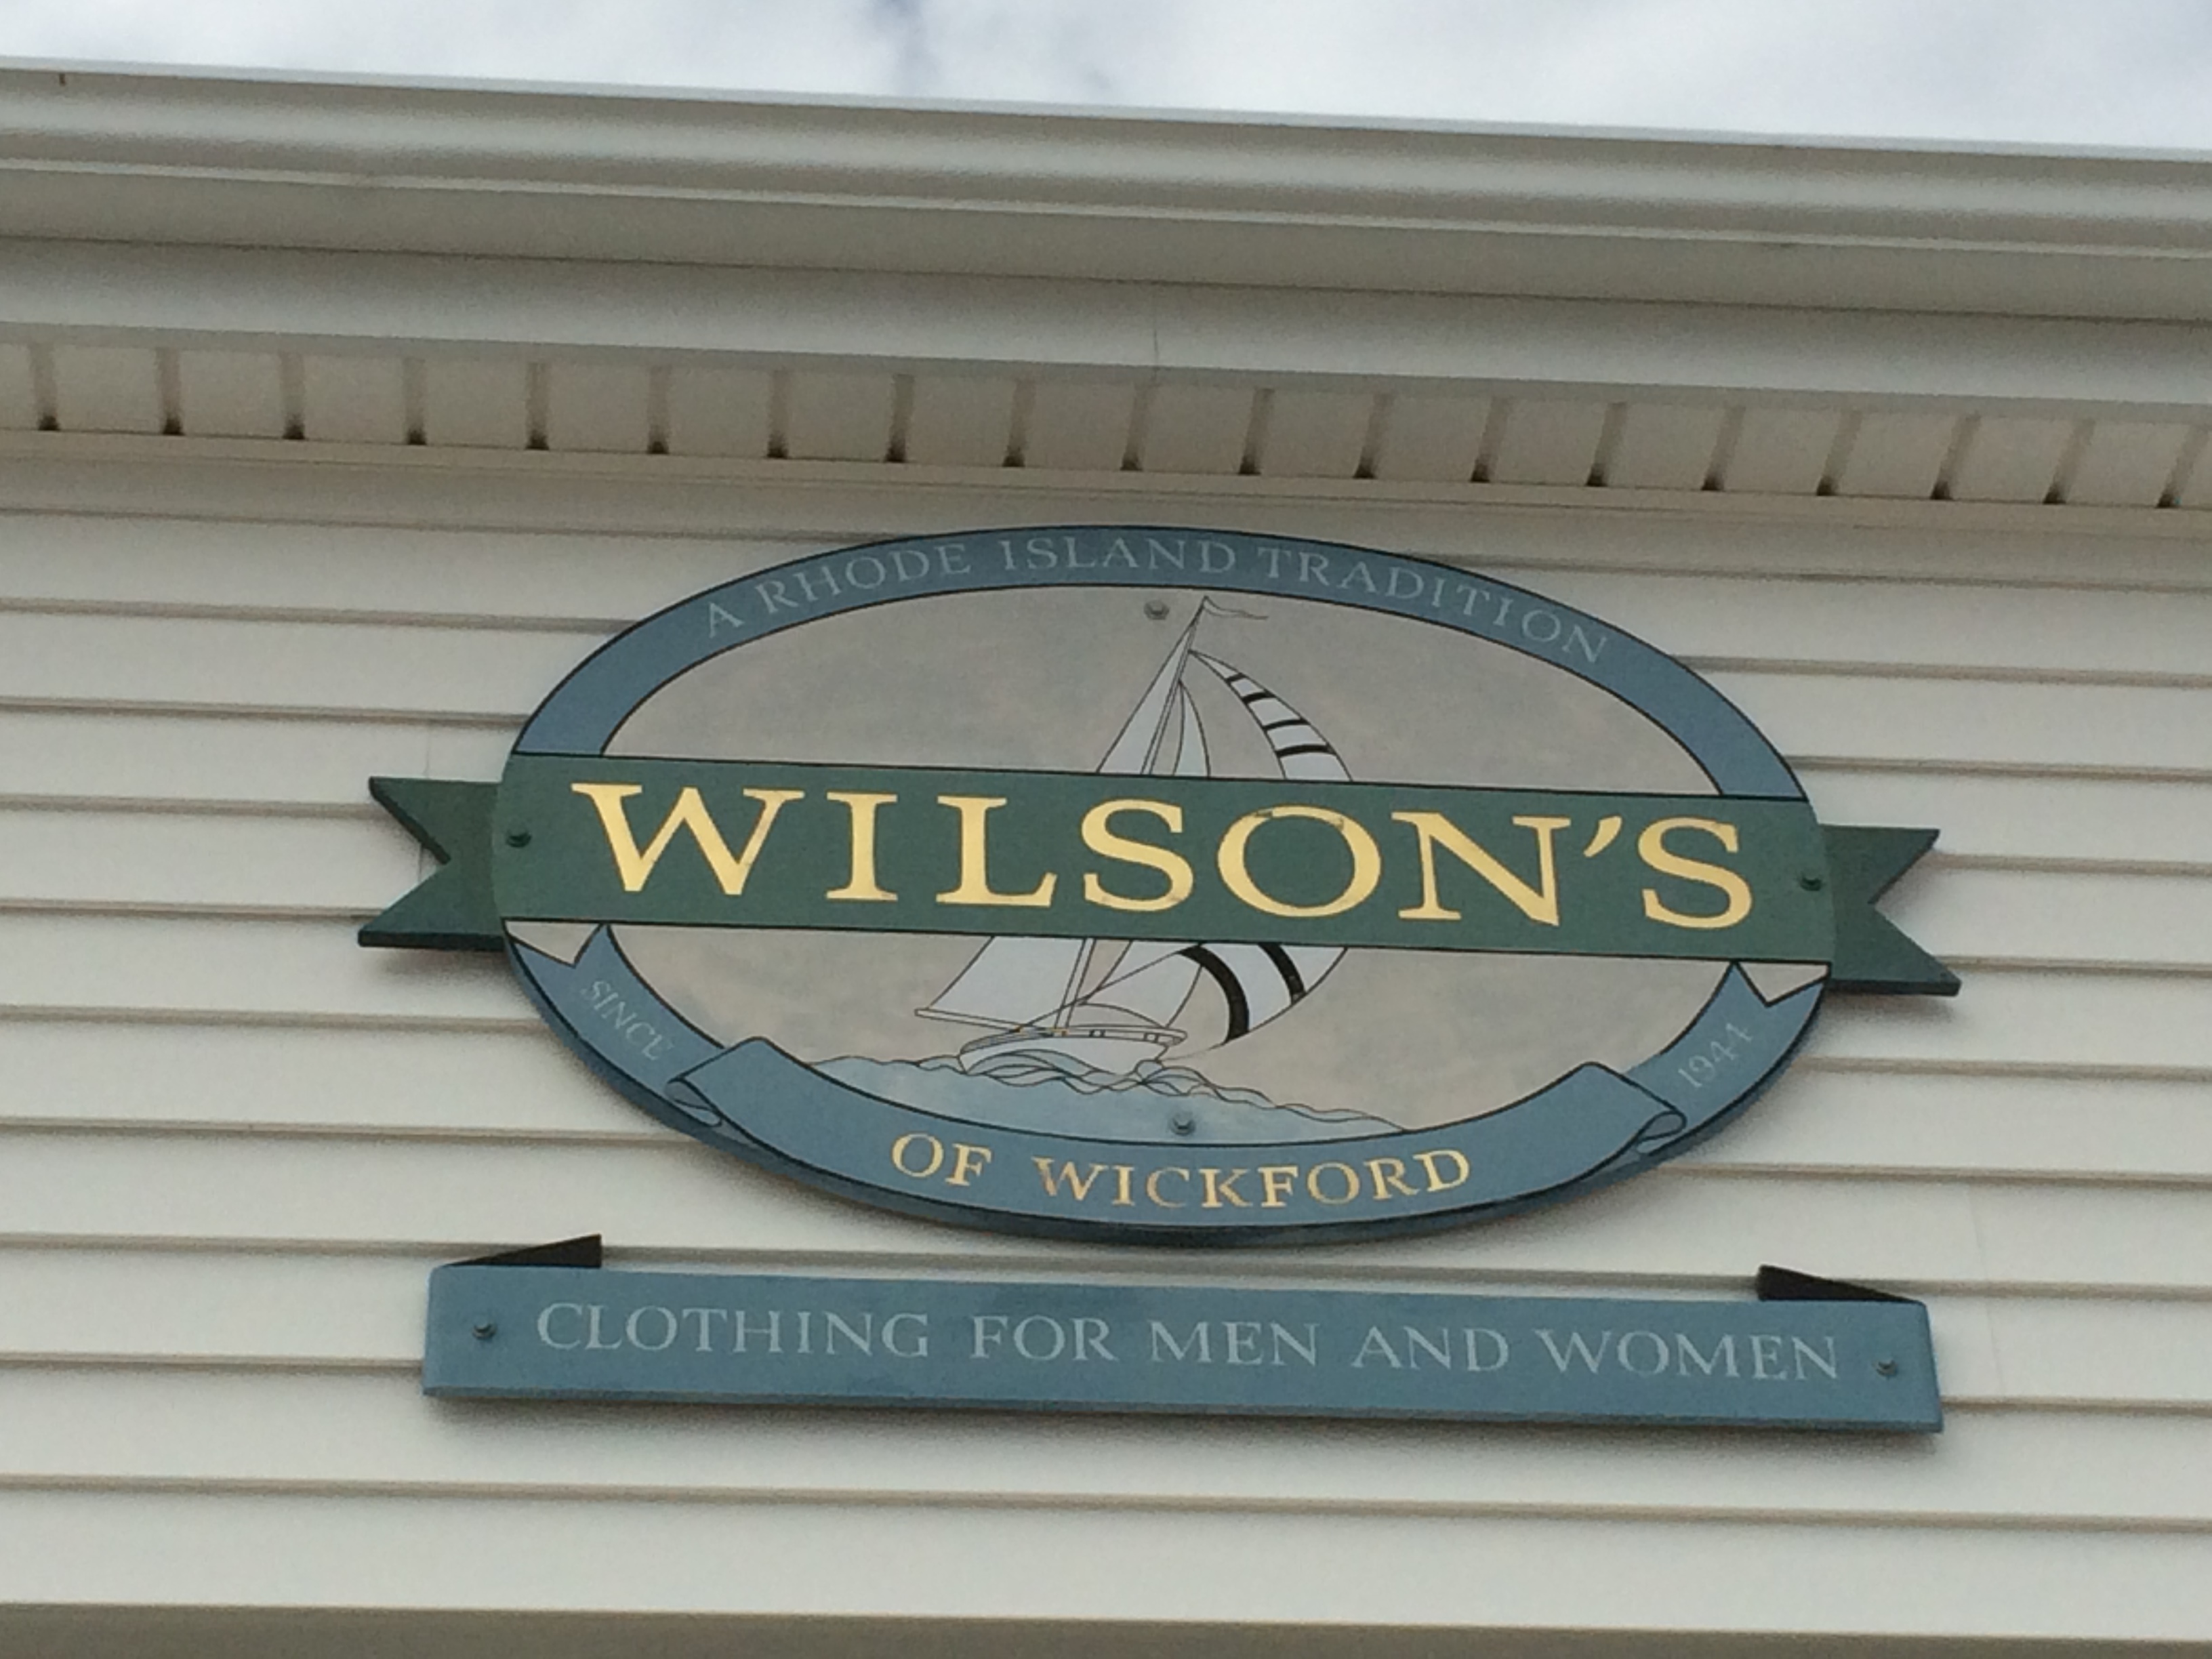 A RHODE ISLAND TRADITION
WILSON'S
SINCE 1944
OF WICKFORD
CLOTHING FOR MEN AND WOMEN